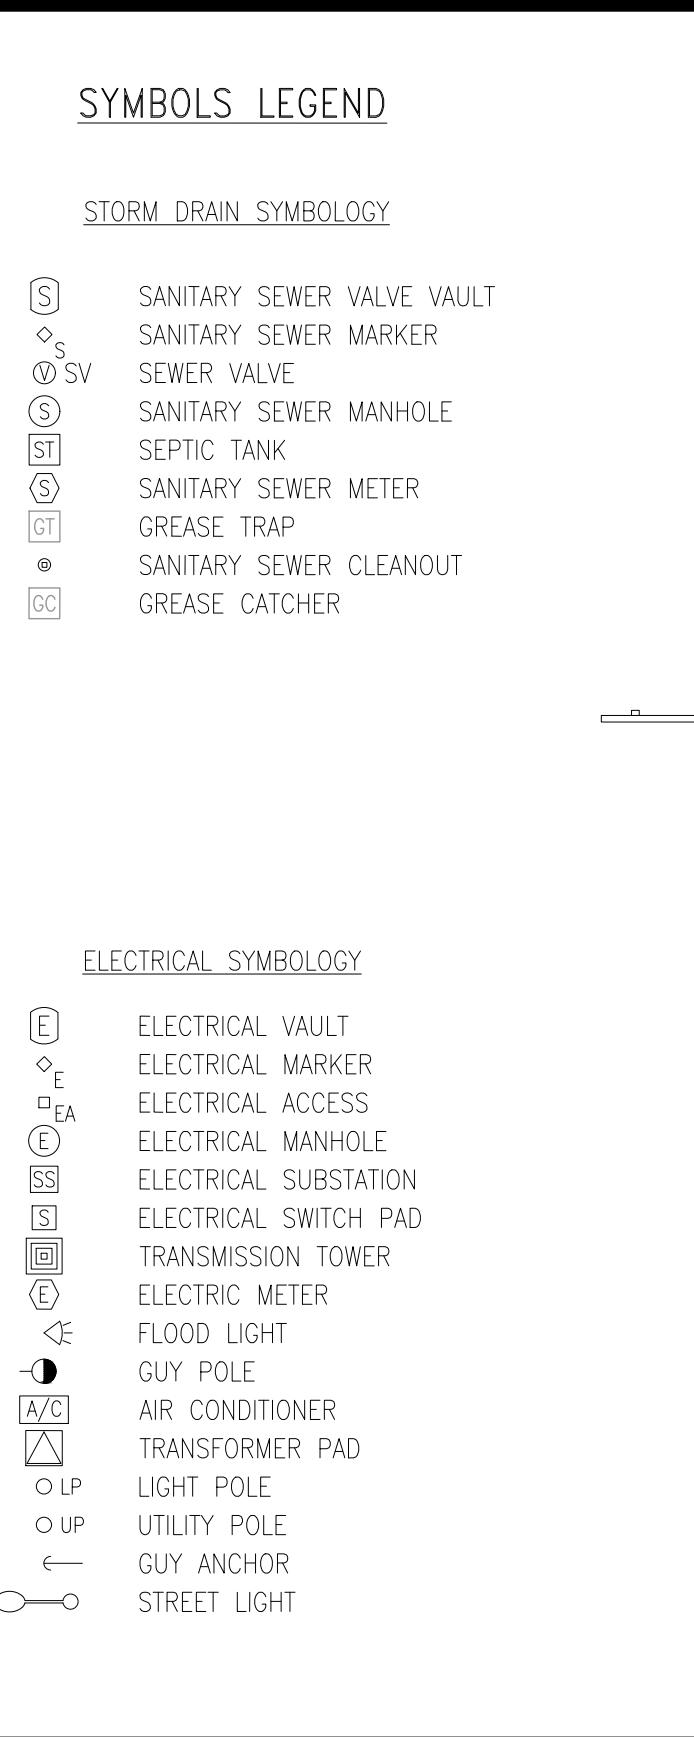 SYMBOLS LEGEND
STORM DRAIN SYMBOLOGY
S SANITARY SEWER VALVE VAULT
S SANITARY SEWER MARKER
V SV SEWER VALVE
S SANITARY SEWER MANHOLE
ST SEPTIC TANK
S SANITARY SEWER METER
GT GREASE TRAP
SANITARY SEWER CLEANOUT
GC GREASE CATCHER
ELECTRICAL SYMBOLOGY
E ELECTRICAL VAULT
E ELECTRICAL MARKER
EA ELECTRICAL ACCESS
E ELECTRICAL MANHOLE
SS ELECTRICAL SUBSTATION
S ELECTRICAL SWITCH PAD
TRANSMISSION TOWER
E ELECTRIC METER
FLOOD LIGHT
GUY POLE
A/C AIR CONDITIONER
TRANSFORMER PAD
LP LIGHT POLE
UP UTILITY POLE
GUY ANCHOR
STREET LIGHT